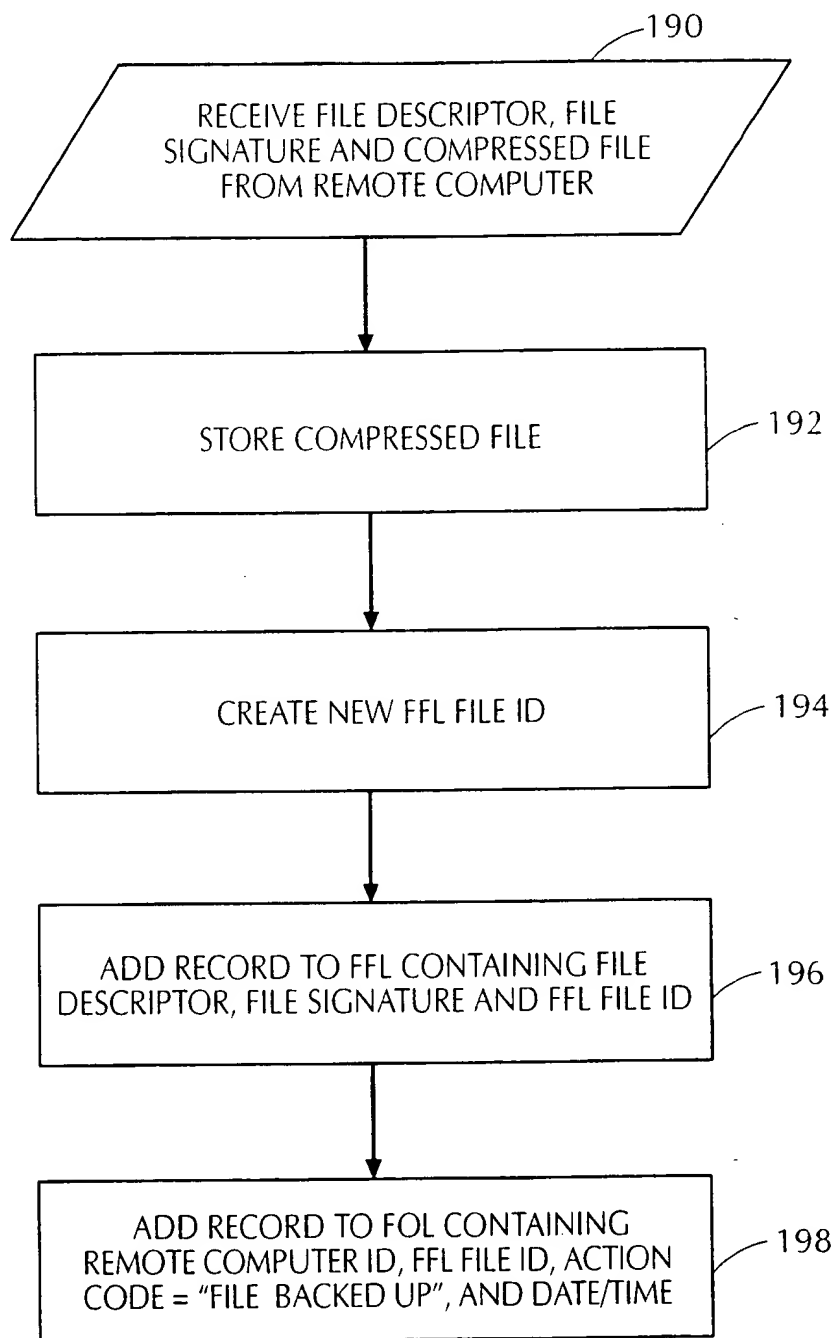 190
RECEIVE FILE DESCRIPTOR, FILE
SIGNATURE AND COMPRESSED FILE
FROM REMOTE COMPUTER
STORE COMPRESSED FILE
192
CREATE NEW FFL FILE ID
194
ADD RECORD TO FFL CONTAINING FILE
DESCRIPTOR, FILE SIGNATURE AND FFL FILE ID
196
ADD RECORD TO FOL CONTAINING
REMOTE COMPUTER ID, FFL FILE ID, ACTION
CODE = "FILE BACKED UP", AND DATE/TIME
198